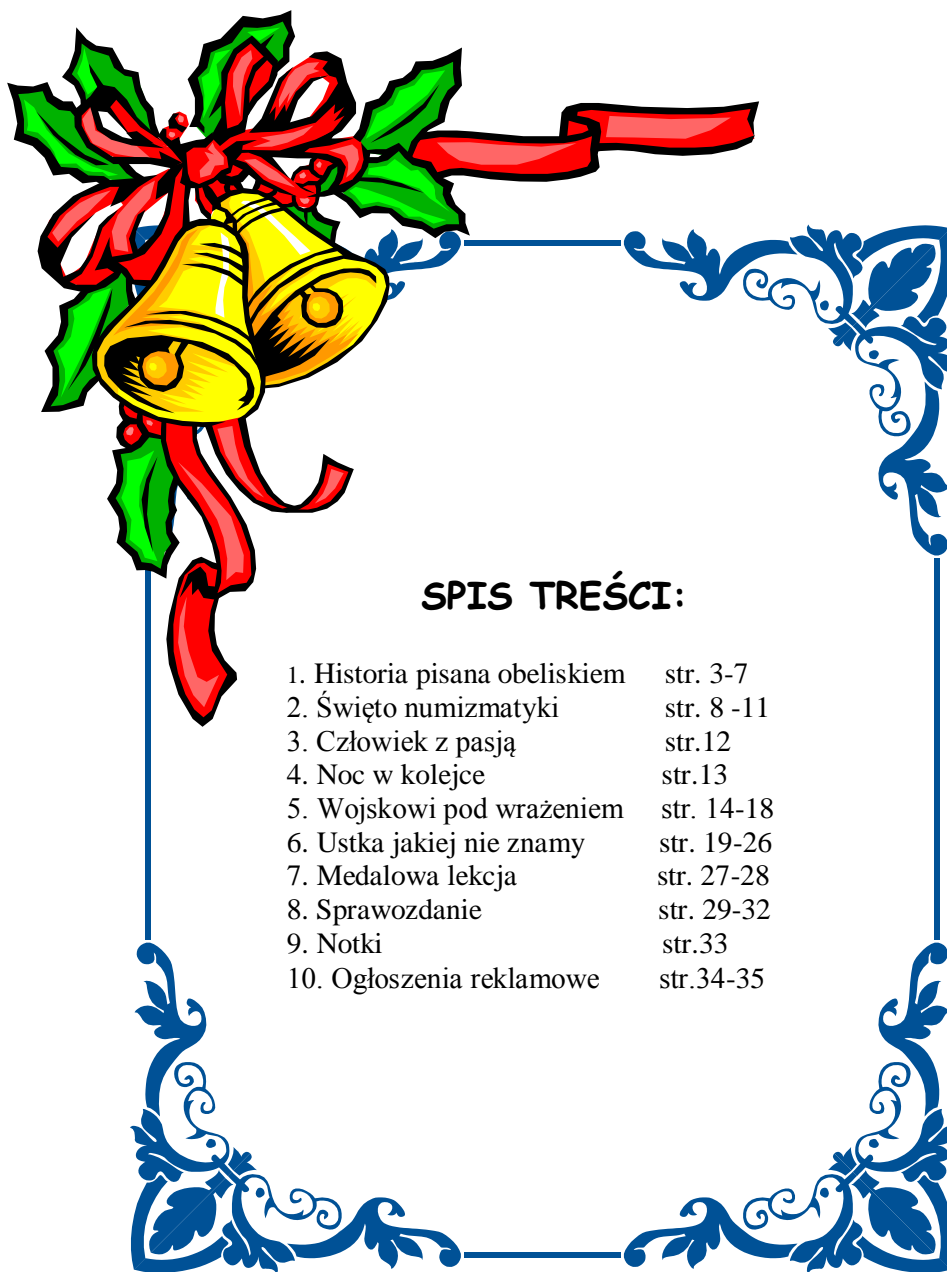 SPIS TREŚCI:
1. Historia pisana obeliskiem str. 3-7
2. Święto numizmatyki str. 8 -11
3. Człowiek z pasją str.12
4. Noc w kolejce str.13
5. Wojskowi pod wrażeniem str. 14-18
6. Ustka jakiej nie znamy str. 19-26
7. Medalowa lekcja str. 27-28
8. Sprawozdanie str. 29-32
9. Notki str.33
10. Ogłoszenia reklamowe str.34-35